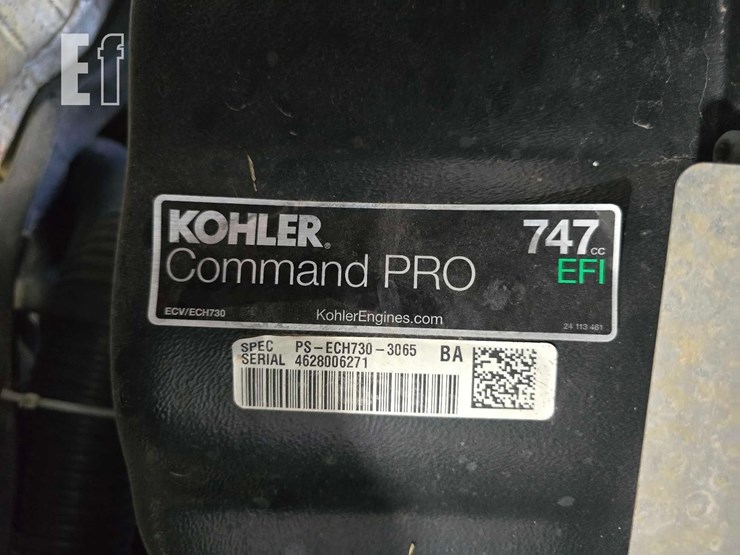 Ef
KOHLER®
Command PRO
747cc
EFI
ECV/ECH730
KohlerEngines.com
24 113 461
SPEC PS-ECH730-3065 BA
SERIAL 4628006271